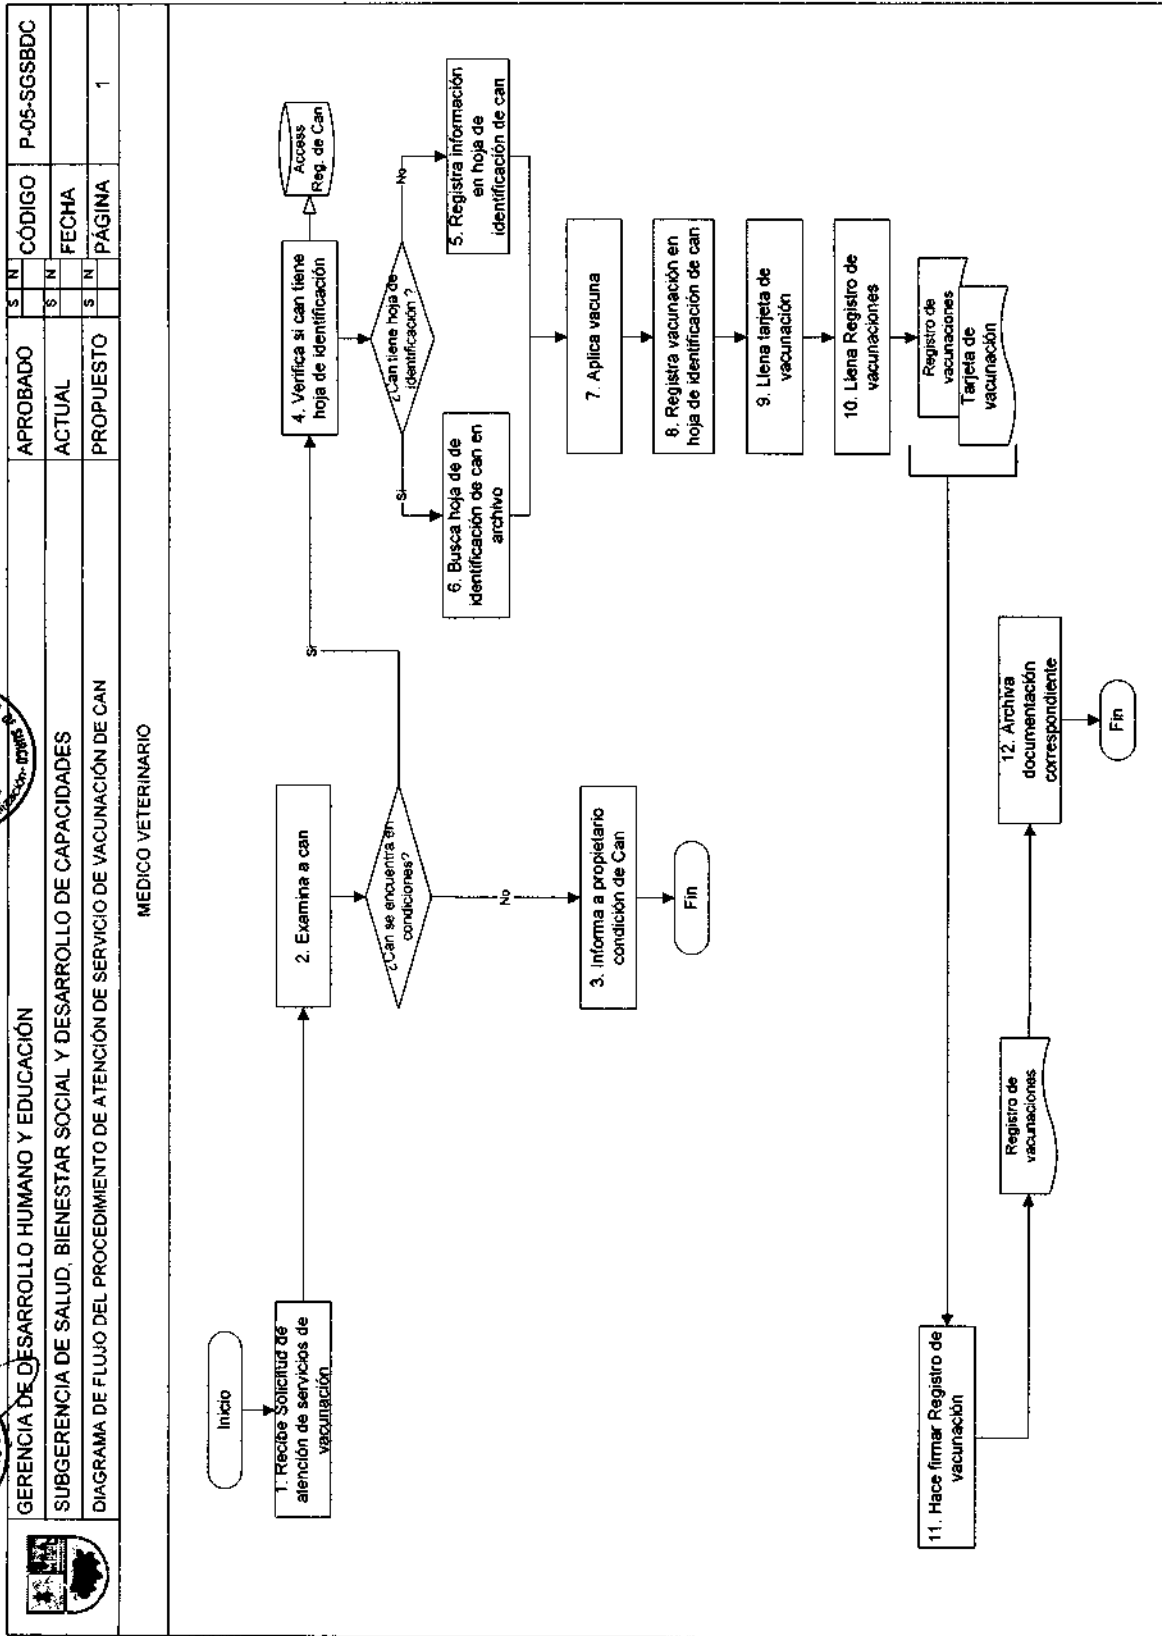 GERENCIA DE DESARROLLO HUMANO Y EDUCACIÓN
APROBADO
S N
CÓDIGO
P-05-SGSBDC
SUBGERENCIA DE SALUD, BIENESTAR SOCIAL Y DESARROLLO DE CAPACIDADES
ACTUAL
S N
FECHA
DIAGRAMA DE FLUJO DEL PROCEDIMIENTO DE ATENCIÓN DE SERVICIO DE VACUNACIÓN DE CAN
PROPUESTO
S N
PÁGINA
1
MEDICO VETERINARIO
Inicio
1. Recibe Solicitud de
atención de servicios de
vacunación
2. Examina a can
¿Can se encuentra en
condiciones?
Si
No
3. Informa a propietario
condición de Can
Fin
4. Verifica si can tiene
hoja de identificación
Access
Reg. de Can
¿Can tiene hoja de
identificación ?
Si
No
5. Registra información
en hoja de
identificación de can
6. Busca hoja de de
identificación de can en
archivo
7. Aplica vacuna
8. Registra vacunación en
hoja de identificación de can
9. Llena tarjeta de
vacunación
10. Llena Registro de
vacunaciones
Registro de
vacunaciones
Tarjeta de
vacunación
11. Hace firmar Registro de
vacunación
Registro de
vacunaciones
12. Archiva
documentación
correspondiente
Fin